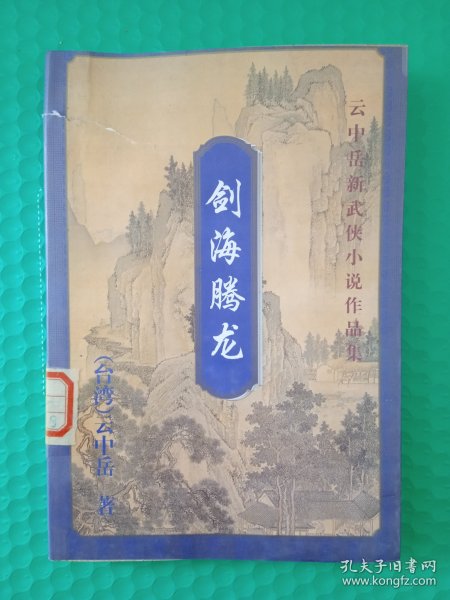 云中岳新武侠小说作品集
剑海腾龙
(台湾)云中岳 著
孔夫子旧书网
www.kongfz.com